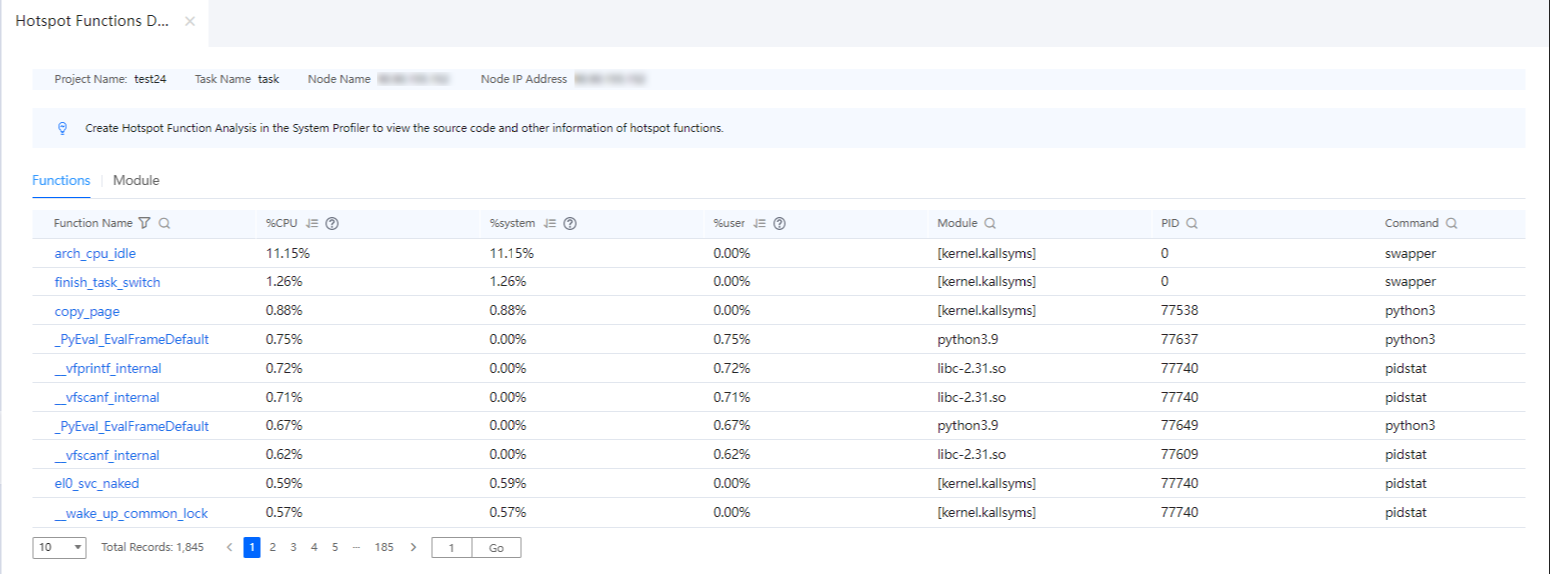 Hotspot Functions D...
Project Name: test24 Task Name task Node Name Node IP Address
Create Hotspot Function Analysis in the System Profiler to view the source code and other information of hotspot functions.
Functions Module
Function Name %CPU %system %user Module PID Command
arch_cpu_idle 11.15% 11.15% 0.00% [kernel.kallsyms] 0 swapper
finish_task_switch 1.26% 1.26% 0.00% [kernel.kallsyms] 0 swapper
copy_page 0.88% 0.88% 0.00% [kernel.kallsyms] 77538 python3
_PyEval_EvalFrameDefault 0.75% 0.00% 0.75% python3.9 77637 python3
__vfprintf_internal 0.72% 0.00% 0.72% libc-2.31.so 77740 pidstat
__vfscanf_internal 0.71% 0.00% 0.71% libc-2.31.so 77740 pidstat
_PyEval_EvalFrameDefault 0.67% 0.00% 0.67% python3.9 77649 python3
__vfscanf_internal 0.62% 0.00% 0.62% libc-2.31.so 77609 pidstat
el0_svc_naked 0.59% 0.59% 0.00% [kernel.kallsyms] 77740 pidstat
__wake_up_common_lock 0.57% 0.57% 0.00% [kernel.kallsyms] 77740 pidstat
10 Total Records: 1,845 < 1 2 3 4 5 ··· 185 > 1 Go